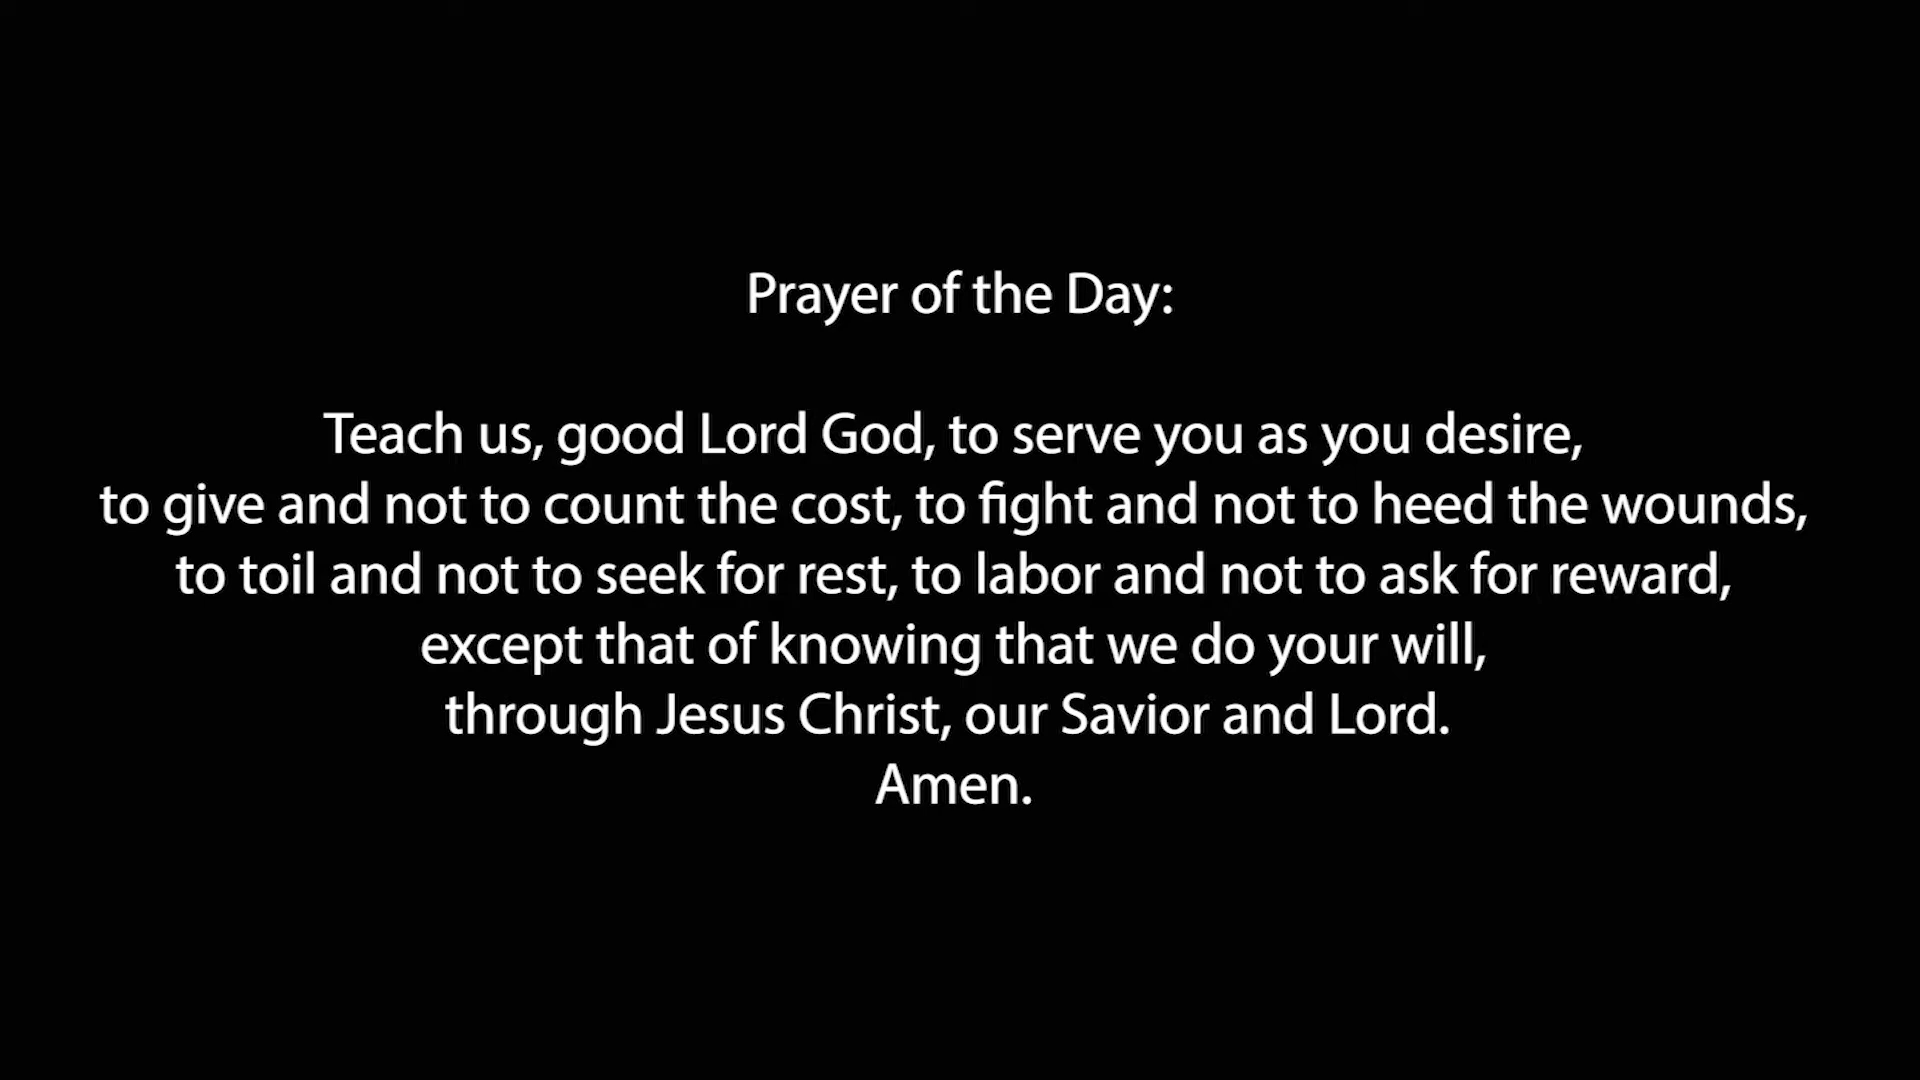 Prayer of the Day:
Teach us, good Lord God, to serve you as you desire,
to give and not to count the cost, to fight and not to heed the wounds,
to toil and not to seek for rest, to labor and not to ask for reward,
except that of knowing that we do your will,
through Jesus Christ, our Savior and Lord.
Amen.